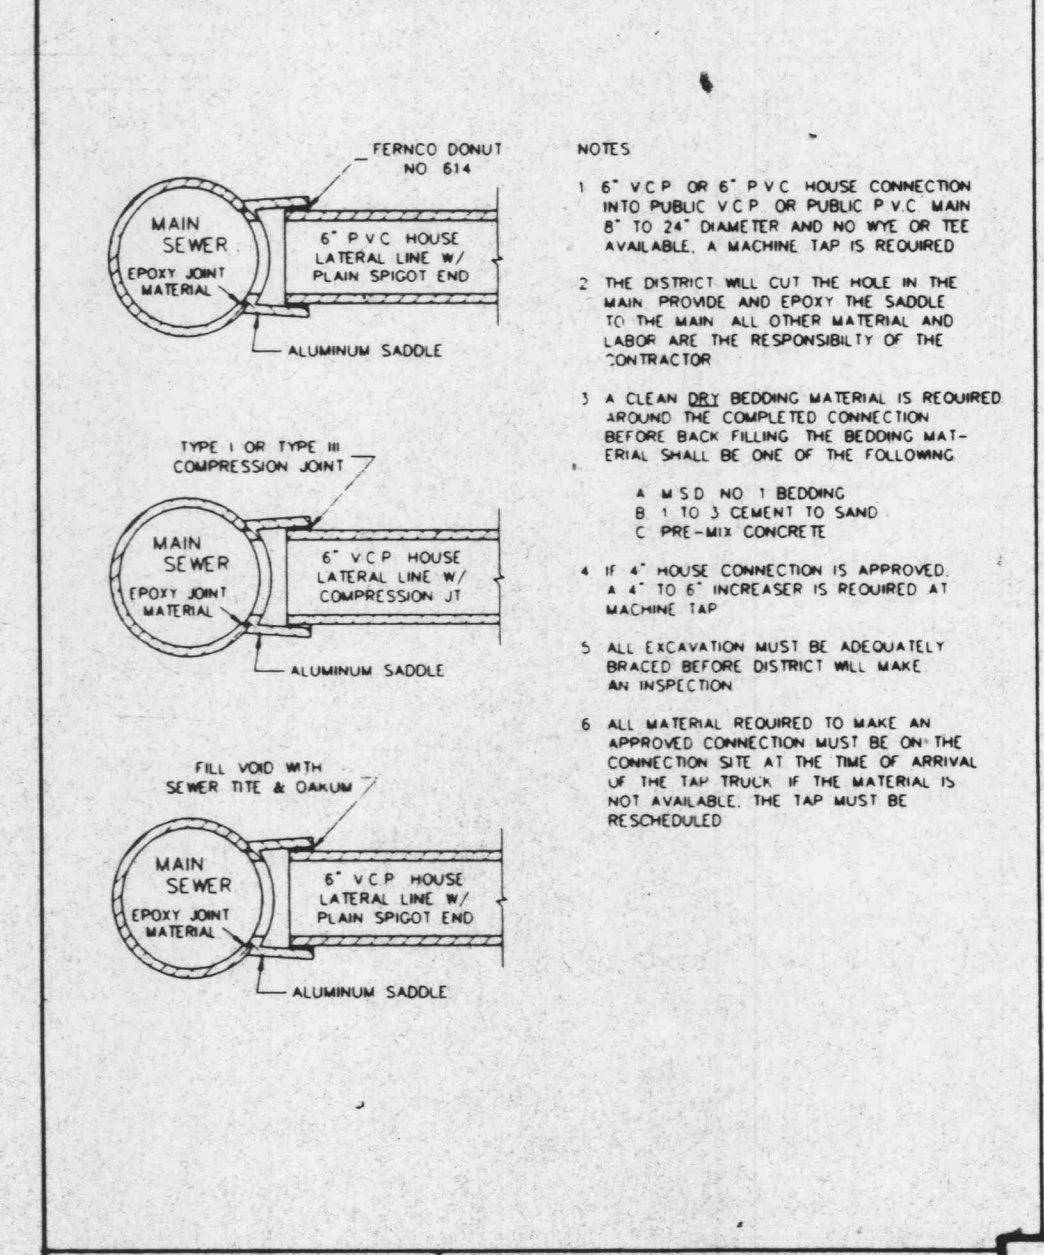 FERNCO DONUT
NO 614
MAIN
SEWER
EPOXY JOINT
MATERIAL
6" P V C HOUSE
LATERAL LINE W/
PLAIN SPIGOT END
ALUMINUM SADDLE
TYPE I OR TYPE III
COMPRESSION JOINT
MAIN
SEWER
EPOXY JOINT
MATERIAL
6" V C P HOUSE
LATERAL LINE W/
COMPRESSION JT
ALUMINUM SADDLE
FILL VOID WITH
SEWER TITE & OAKUM
MAIN
SEWER
EPOXY JOINT
MATERIAL
6" V C P HOUSE
LATERAL LINE W/
PLAIN SPIGOT END
ALUMINUM SADDLE
NOTES
1 6" V C P OR 6" P V C HOUSE CONNECTION
INTO PUBLIC V C P OR PUBLIC P V.C MAIN
8" TO 24" DIAMETER AND NO WYE OR TEE
AVAILABLE, A MACHINE TAP IS REQUIRED
2 THE DISTRICT WILL CUT THE HOLE IN THE
MAIN, PROVIDE AND EPOXY THE SADDLE
TO THE MAIN ALL OTHER MATERIAL AND
LABOR ARE THE RESPONSIBILTY OF THE
CONTRACTOR
3 A CLEAN DRY BEDDING MATERIAL IS REQUIRED
AROUND THE COMPLETED CONNECTION
BEFORE BACK FILLING THE BEDDING MAT-
ERIAL SHALL BE ONE OF THE FOLLOWING
A M S D NO 1 BEDDING
B. 1 TO 3 CEMENT TO SAND
C PRE-MIX CONCRETE
4 IF 4" HOUSE CONNECTION IS APPROVED,
A 4" TO 6" INCREASER IS REQUIRED AT
MACHINE TAP
5 ALL EXCAVATION MUST BE ADEQUATELY
BRACED BEFORE DISTRICT WILL MAKE
AN INSPECTION
6 ALL MATERIAL REQUIRED TO MAKE AN
APPROVED CONNECTION MUST BE ON THE
CONNECTION SITE AT THE TIME OF ARRIVAL
OF THE TAP TRUCK IF THE MATERIAL IS
NOT AVAILABLE, THE TAP MUST BE
RESCHEDULED